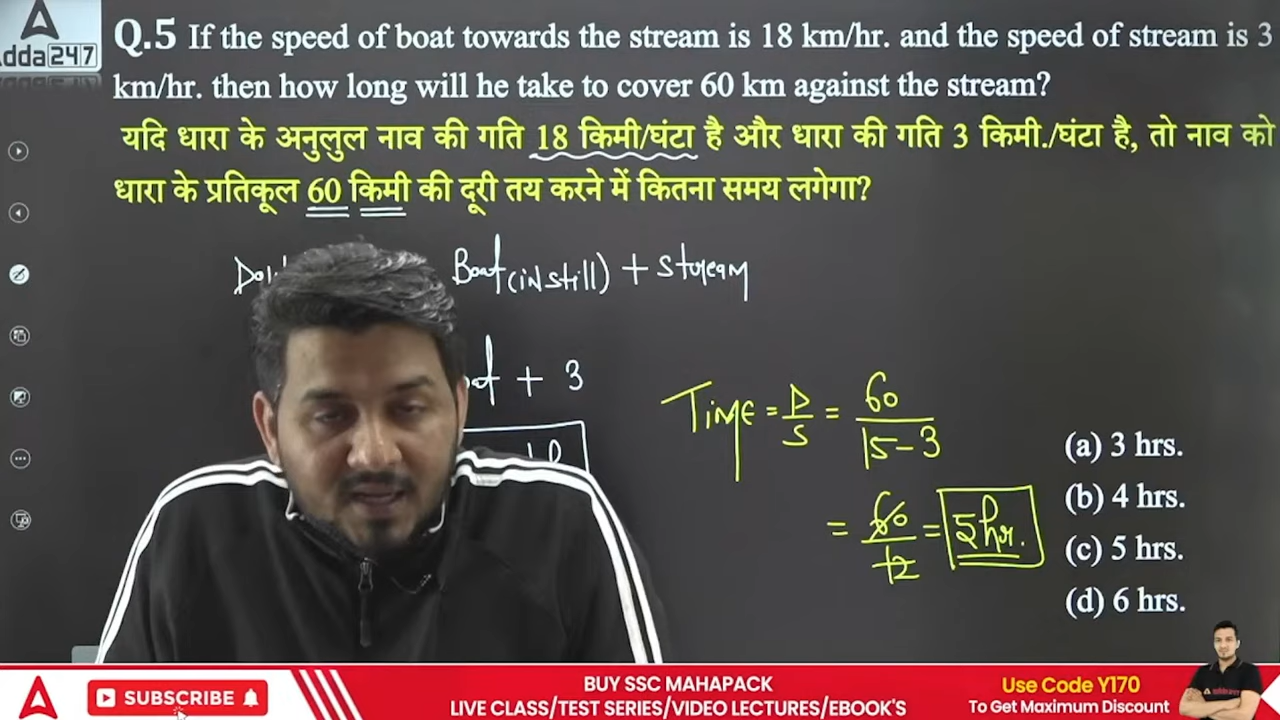 Adda247
Q.5 If the speed of boat towards the stream is 18 km/hr. and the speed of stream is 3
km/hr. then how long will he take to cover 60 km against the stream?
यदि धारा के अनुलुल नाव की गति 18 किमी/घंटा है और धारा की गति 3 किमी./घंटा है, तो नाव को
धारा के प्रतिकूल 60 किमी की दूरी तय करने में कितना समय लगेगा?
Boat(in still) + stream
+ 3
Time = D/S = 60/15-3
= 60/12 = 5hr.
(a) 3 hrs.
(b) 4 hrs.
(c) 5 hrs.
(d) 6 hrs.
SUBSCRIBE
BUY SSC MAHAPACK
LIVE CLASS/TEST SERIES/VIDEO LECTURES/EBOOK'S
Use Code Y170
To Get Maximum Discount